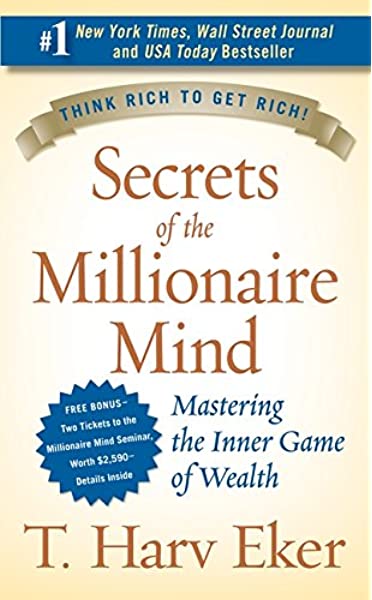 #1 New York Times, Wall Street Journal
and USA Today Bestseller
THINK RICH TO GET RICH!
Secrets
of the
Millionaire
Mind
FREE BONUS–
Two Tickets to the
Millionaire Mind Seminar,
Worth $2,590–
Details Inside
Mastering
the Inner Game
of Wealth
T. Harv Eker